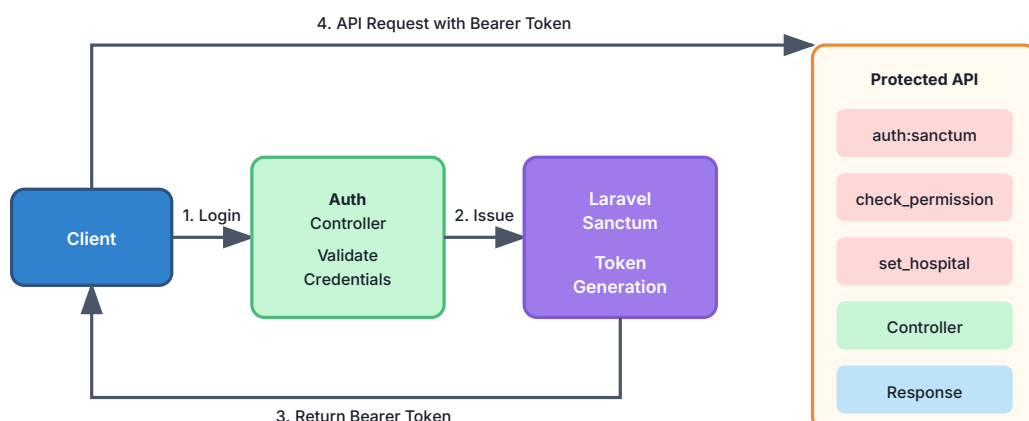 4. API Request with Bearer Token
Protected API
auth:sanctum
check_permission
set_hospital
Controller
Response
Client
1. Login
Auth
Controller
Validate
Credentials
2. Issue
Laravel
Sanctum
Token
Generation
3. Return Bearer Token